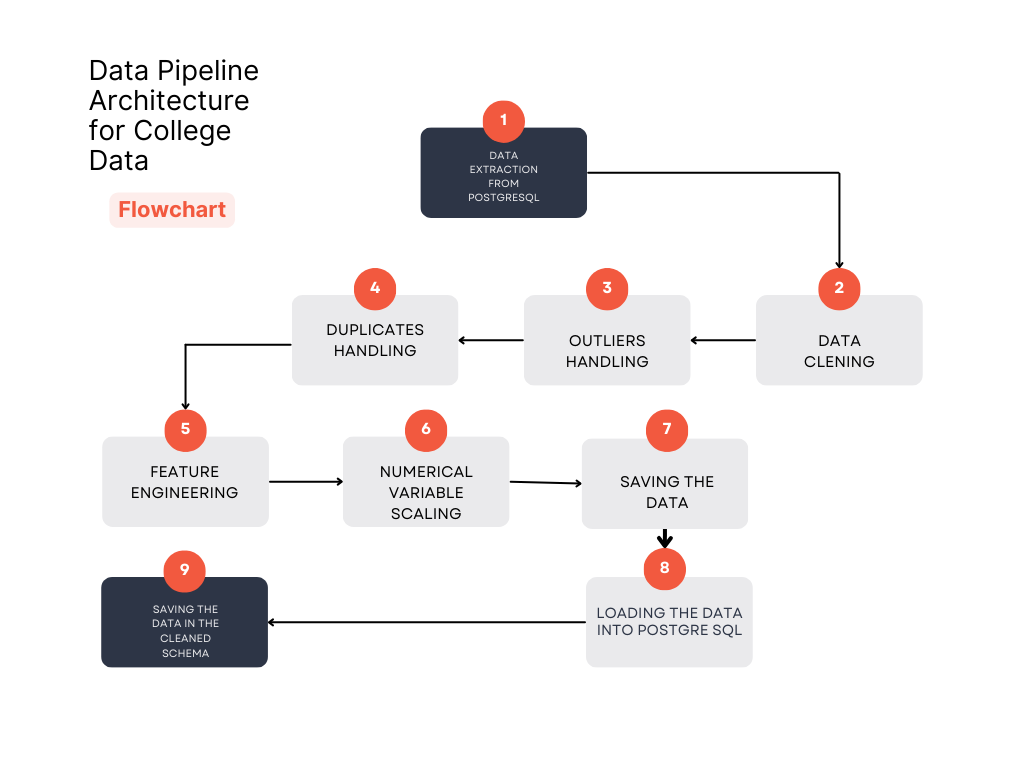 Data Pipeline
Architecture
for College
Data
Flowchart
1
DATA
EXTRACTION
FROM
POSTGRESQL
2
DATA
CLENING
3
OUTLIERS
HANDLING
4
DUPLICATES
HANDLING
5
FEATURE
ENGINEERING
6
NUMERICAL
VARIABLE
SCALING
7
SAVING THE
DATA
8
LOADING THE DATA
INTO POSTGRE SQL
9
SAVING THE
DATA IN THE
CLEANED
SCHEMA